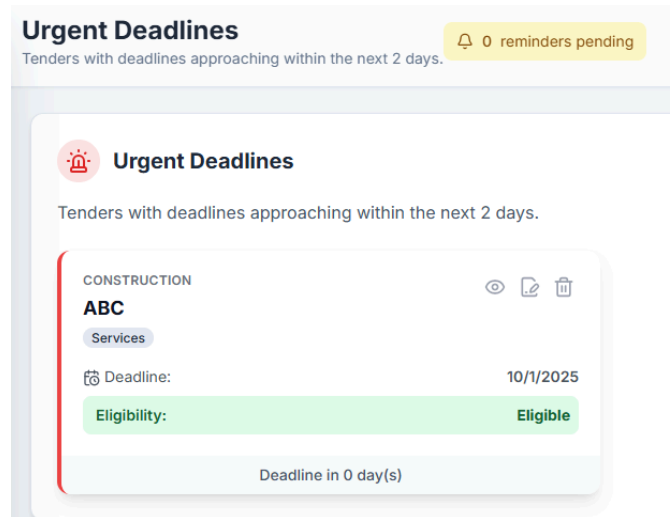 Urgent Deadlines
Tenders with deadlines approaching within the next 2 days.
0 reminders pending
Urgent Deadlines
Tenders with deadlines approaching within the next 2 days.
CONSTRUCTION
ABC
Services
Deadline: 10/1/2025
Eligibility: Eligible
Deadline in 0 day(s)